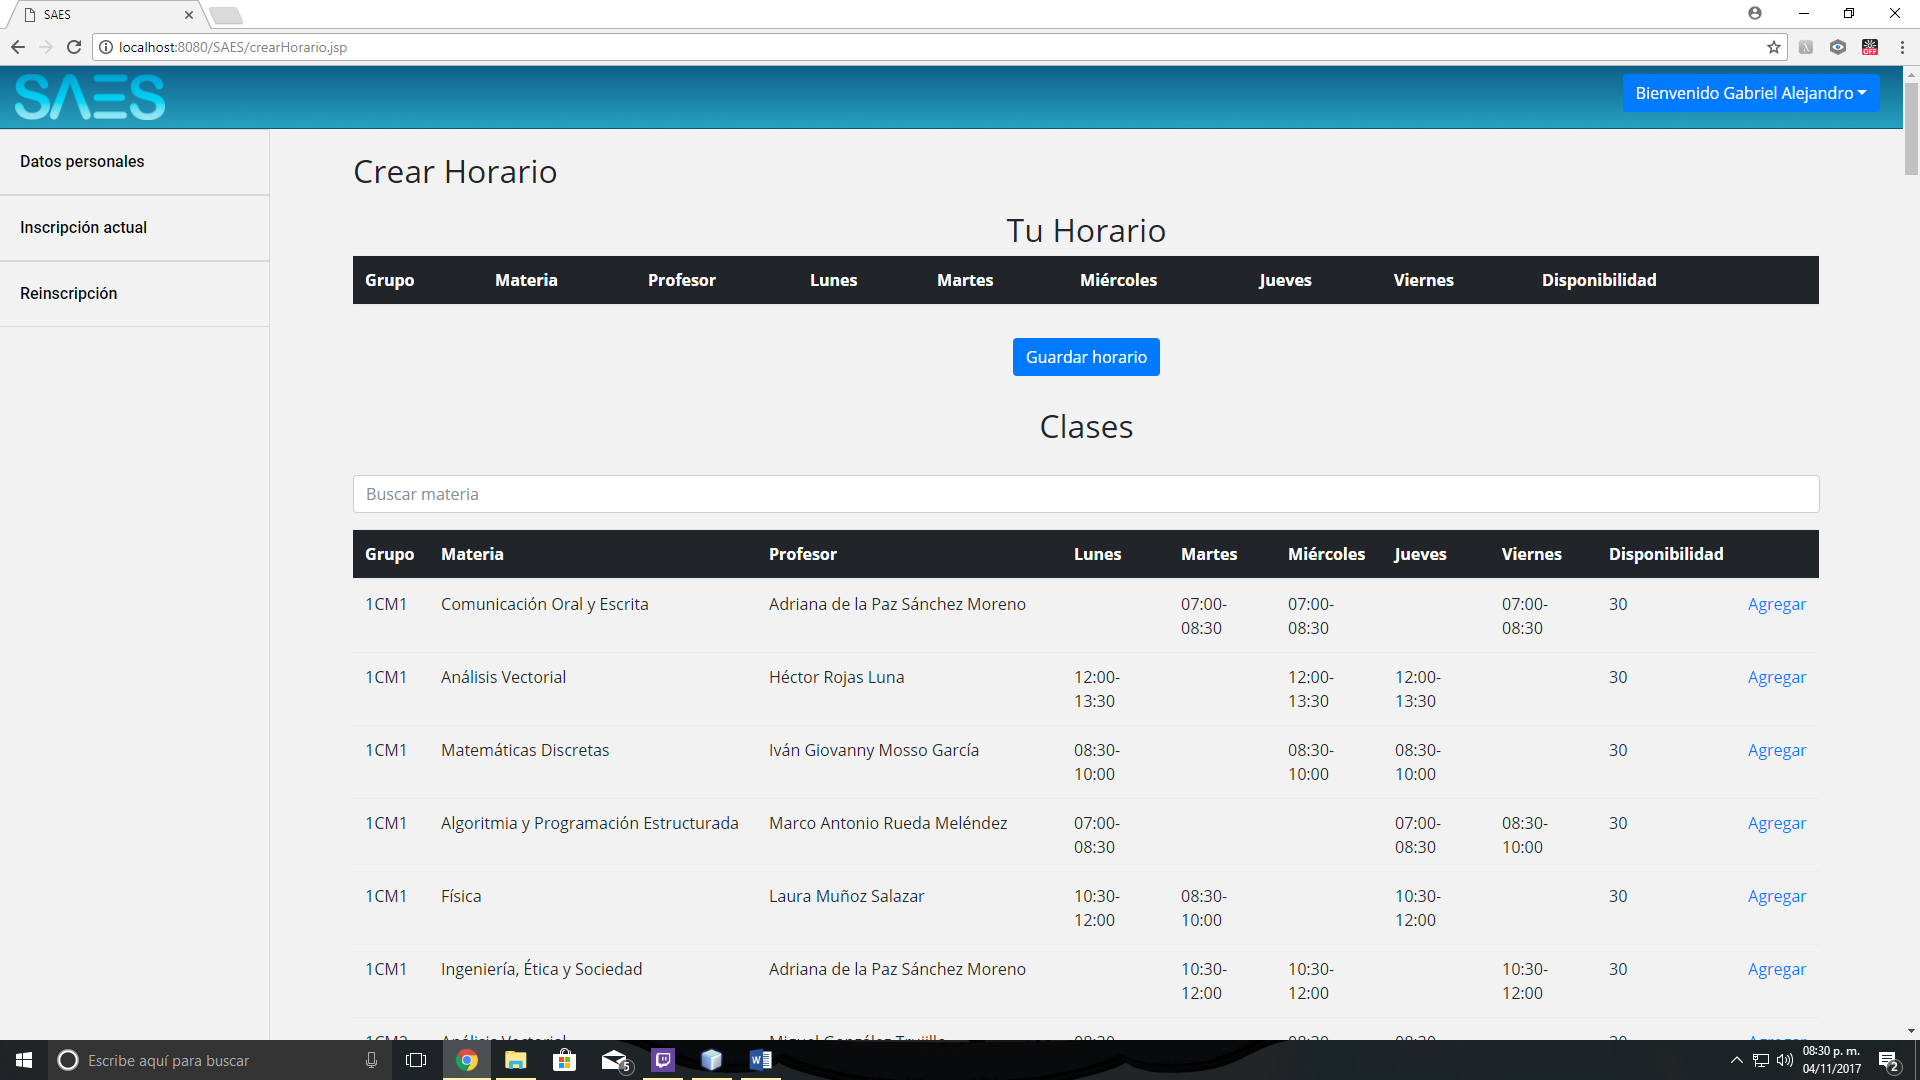 SAES
localhost:8080/SAES/crearHorario.jsp
OFF
SAES
Bienvenido Gabriel Alejandro
Datos personales
Inscripción actual
Reinscripción
Crear Horario
Tu Horario
Grupo Materia Profesor Lunes Martes Miércoles Jueves Viernes Disponibilidad
Guardar horario
Clases
Buscar materia
Grupo Materia Profesor Lunes Martes Miércoles Jueves Viernes Disponibilidad
1CM1 Comunicación Oral y Escrita Adriana de la Paz Sánchez Moreno 07:00- 07:00- 07:00- 30 Agregar
08:30 08:30 08:30
1CM1 Análisis Vectorial Héctor Rojas Luna 12:00- 12:00- 12:00- 30 Agregar
13:30 13:30 13:30
1CM1 Matemáticas Discretas Iván Giovanny Mosso García 08:30- 08:30- 08:30- 30 Agregar
10:00 10:00 10:00
1CM1 Algoritmia y Programación Estructurada Marco Antonio Rueda Meléndez 07:00- 07:00- 08:30- 30 Agregar
08:30 08:30 10:00
1CM1 Física Laura Muñoz Salazar 10:30- 08:30- 10:30- 30 Agregar
12:00 10:00 12:00
1CM1 Ingeniería, Ética y Sociedad Adriana de la Paz Sánchez Moreno 10:30- 10:30- 10:30- 30 Agregar
12:00 12:00 12:00
Escribe aquí para buscar
5
08:30 p. m.
04/11/2017
2